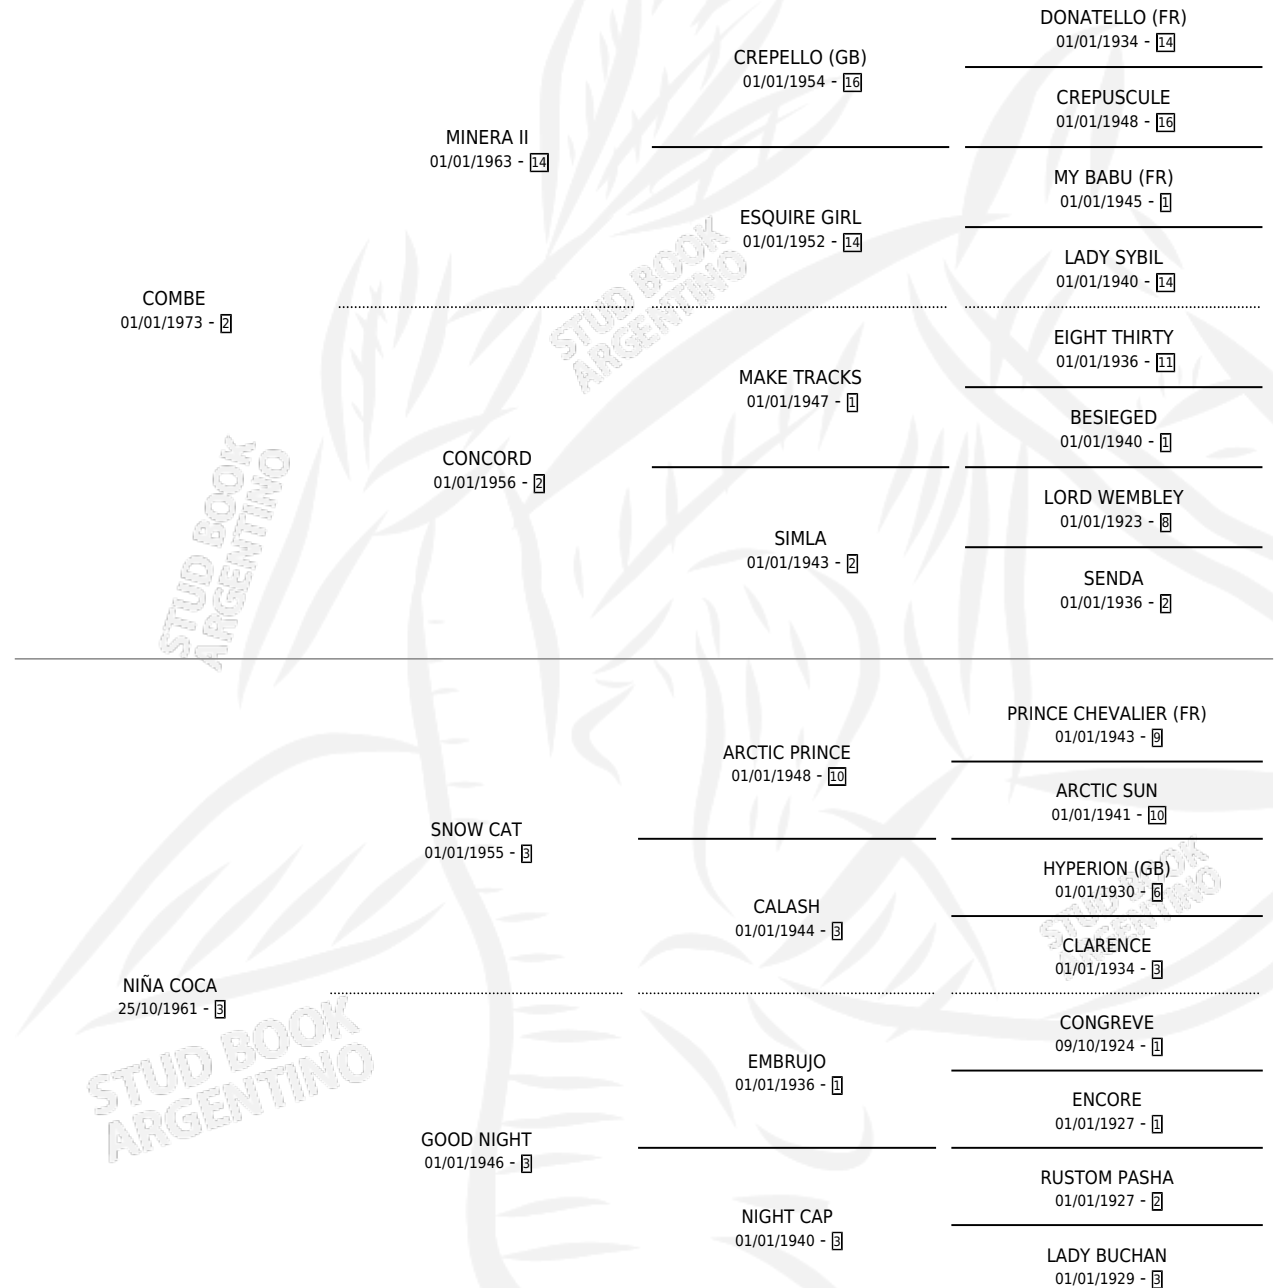 DONATELLO (FR)
01/01/1934 - 14
CREPELLO (GB)
01/01/1954 - 16
CREPUSCULE
01/01/1948 - 16
MINERA II
01/01/1963 - 14
MY BABU (FR)
01/01/1945 - 1
ESQUIRE GIRL
01/01/1952 - 14
LADY SYBIL
01/01/1940 - 14
COMBE
01/01/1973 - 2
EIGHT THIRTY
01/01/1936 - 11
MAKE TRACKS
01/01/1947 - 1
BESIEGED
01/01/1940 - 1
CONCORD
01/01/1956 - 2
LORD WEMBLEY
01/01/1923 - 8
SIMLA
01/01/1943 - 2
SENDA
01/01/1936 - 2
PRINCE CHEVALIER (FR)
01/01/1943 - 9
ARCTIC PRINCE
01/01/1948 - 10
ARCTIC SUN
01/01/1941 - 10
SNOW CAT
01/01/1955 - 3
HYPERION (GB)
01/01/1930 - 6
CALASH
01/01/1944 - 3
CLARENCE
01/01/1934 - 3
NIÑA COCA
25/10/1961 - 3
CONGREVE
09/10/1924 - 1
EMBRUJO
01/01/1936 - 1
ENCORE
01/01/1927 - 1
GOOD NIGHT
01/01/1946 - 3
RUSTOM PASHA
01/01/1927 - 2
NIGHT CAP
01/01/1940 - 3
LADY BUCHAN
01/01/1929 - 3
STUD BOOK
ARGENTINO
STUD BOOK
ARGENTINO
STUD BOOK
ARGENTINO
STUD BOOK
ARGENTINO